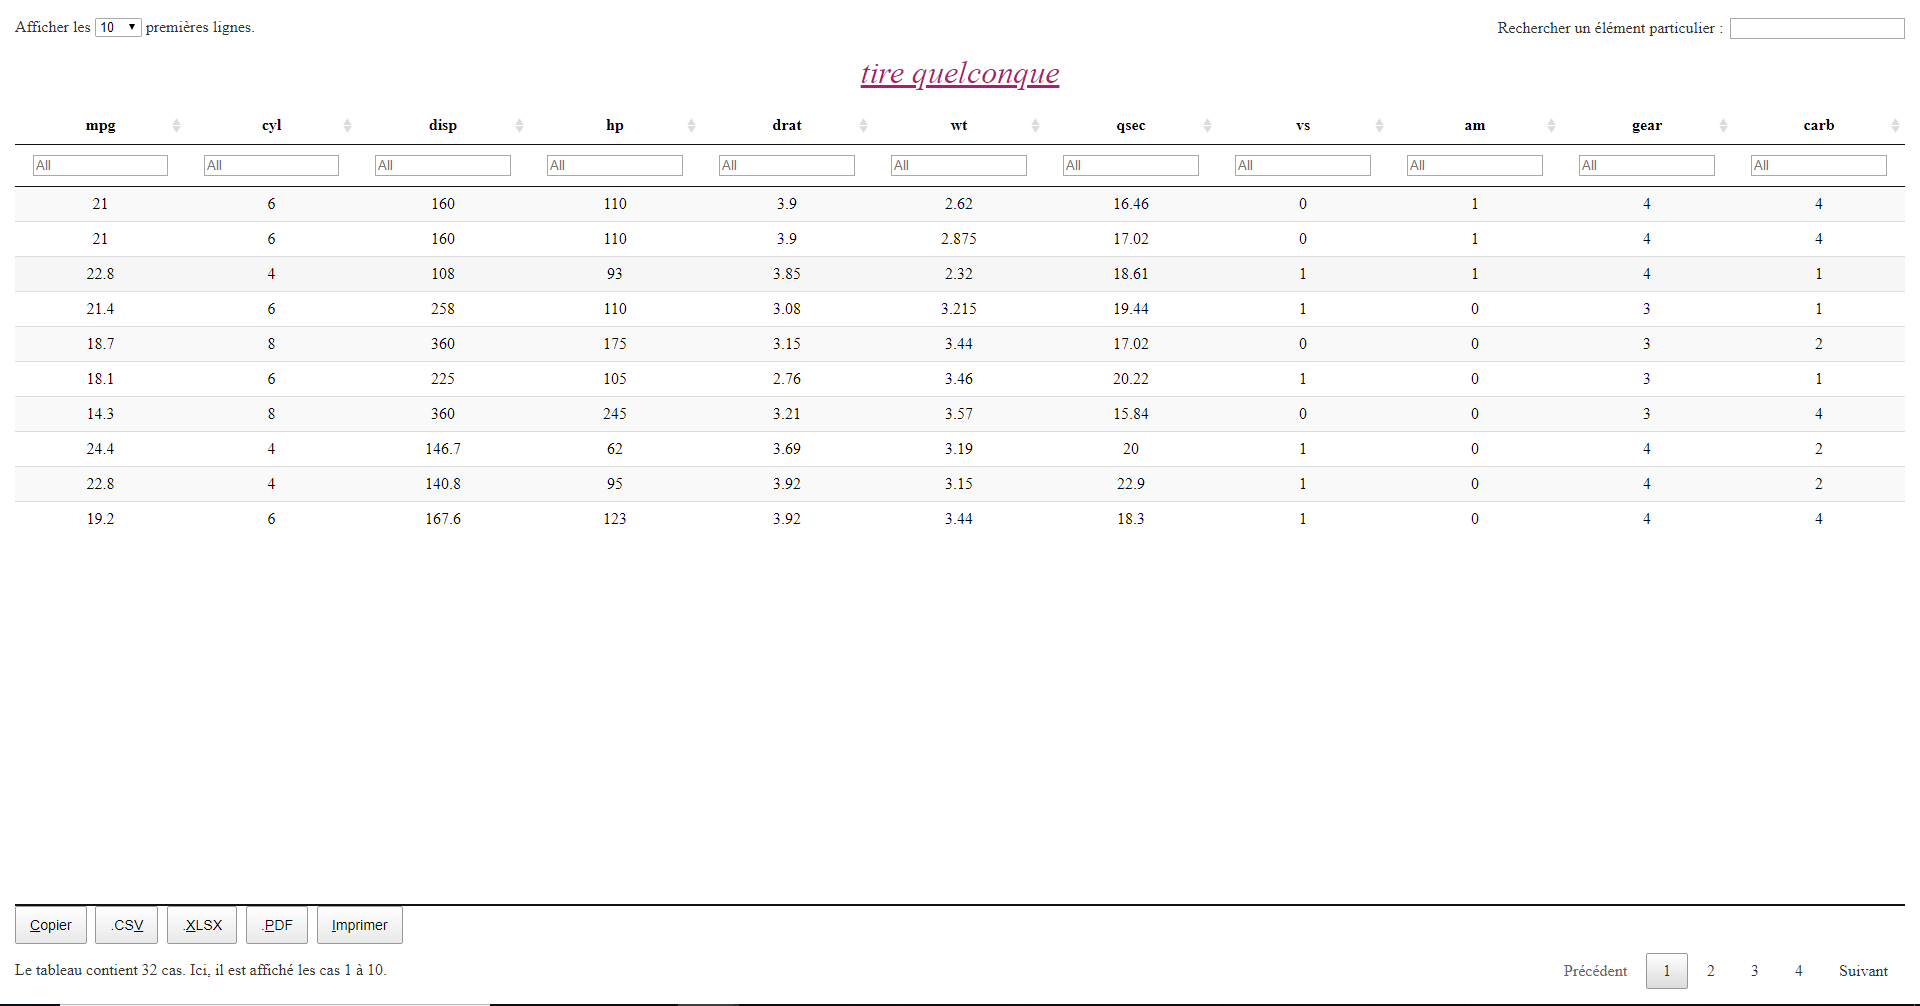 Afficher les 10 premières lignes. Rechercher un élément particulier :
tire quelconque
mpg cyl disp hp drat wt qsec vs am gear carb
All All All All All All All All All All All
21 6 160 110 3.9 2.62 16.46 0 1 4 4
21 6 160 110 3.9 2.875 17.02 0 1 4 4
22.8 4 108 93 3.85 2.32 18.61 1 1 4 1
21.4 6 258 110 3.08 3.215 19.44 1 0 3 1
18.7 8 360 175 3.15 3.44 17.02 0 0 3 2
18.1 6 225 105 2.76 3.46 20.22 1 0 3 1
14.3 8 360 245 3.21 3.57 15.84 0 0 3 4
24.4 4 146.7 62 3.69 3.19 20 1 0 4 2
22.8 4 140.8 95 3.92 3.15 22.9 1 0 4 2
19.2 6 167.6 123 3.92 3.44 18.3 1 0 4 4
Copier .CSV .XLSX .PDF Imprimer
Le tableau contient 32 cas. Ici, il est affiché les cas 1 à 10. Précédent 1 2 3 4 Suivant